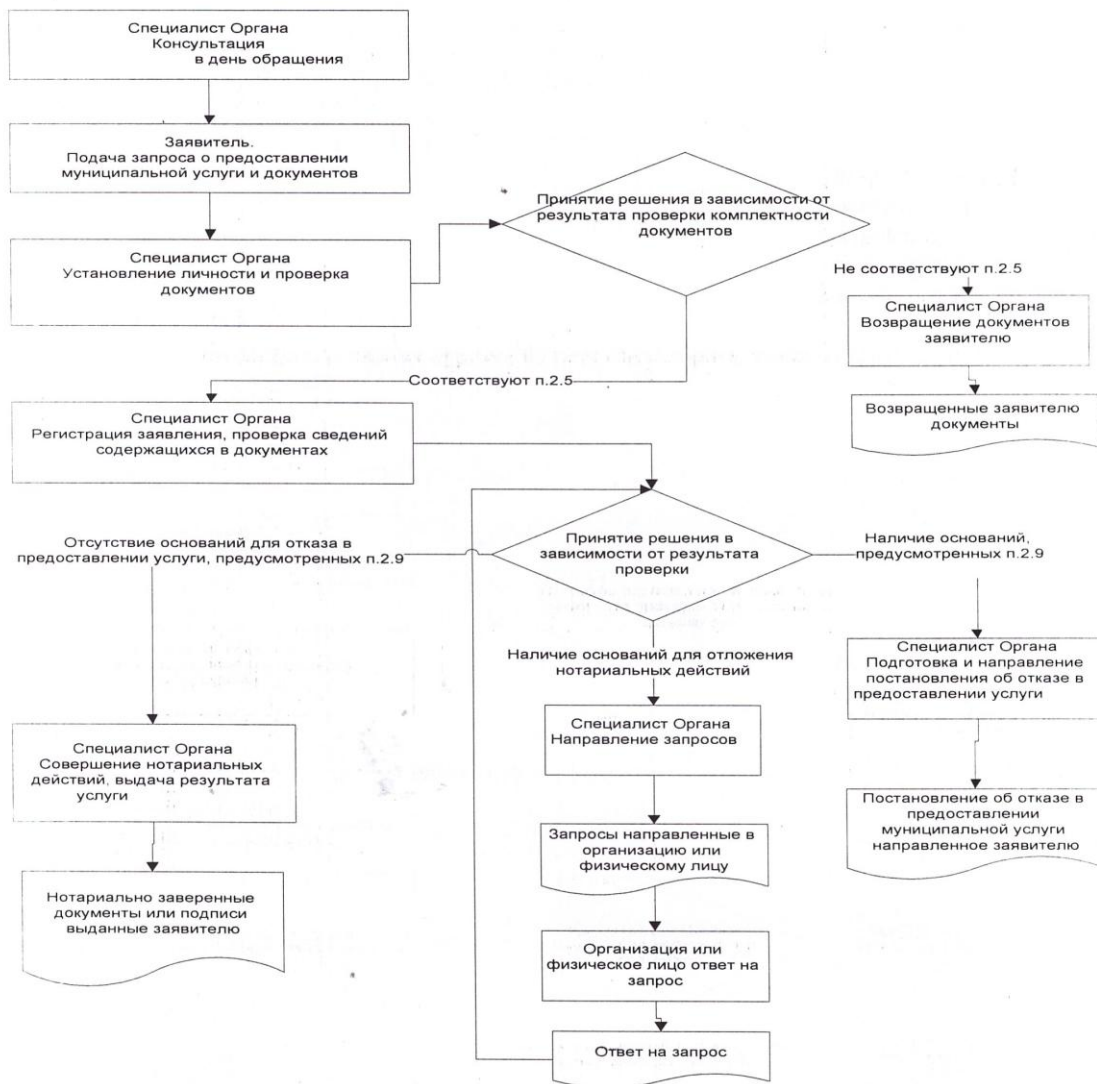 Специалист Органа
Консультация
в день обращения
Заявитель.
Подача запроса о предоставлении
муниципальной услуги и документов
Специалист Органа
Установление личности и проверка
документов
Принятие решения в зависимости от
результата проверки комплектности
документов
Не соответствуют п.2.5
Специалист Органа
Возвращение документов
заявителю
Возвращенные заявителю
документы
Соответствуют п.2.5
Специалист Органа
Регистрация заявления, проверка сведений
содержащихся в документах
Принятие решения в
зависимости от результата
проверки
Отсутствие оснований для отказа в
предоставлении услуги, предусмотренных п.2.9
Наличие оснований,
предусмотренных п.2.9
Наличие оснований для отложения
нотариальных действий
Специалист Органа
Совершение нотариальных
действий, выдача результата
услуги
Нотариально заверенные
документы или подписи
выданные заявителю
Специалист Органа
Направление запросов
Запросы направленные в
организацию или
физическому лицу
Организация или
физическое лицо ответ на
запрос
Ответ на запрос
Специалист Органа
Подготовка и направление
постановления об отказе в
предоставлении услуги
Постановление об отказе в
предоставлении
муниципальной услуги
направленное заявителю